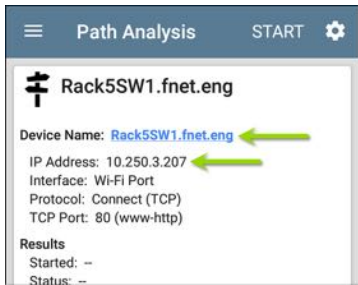 Path Analysis START
Rack5SW1.fnet.eng
Device Name: Rack5SW1.fnet.eng
IP Address: 10.250.3.207
Interface: Wi-Fi Port
Protocol: Connect (TCP)
TCP Port: 80 (www-http)
Results
Started: --
Status: --